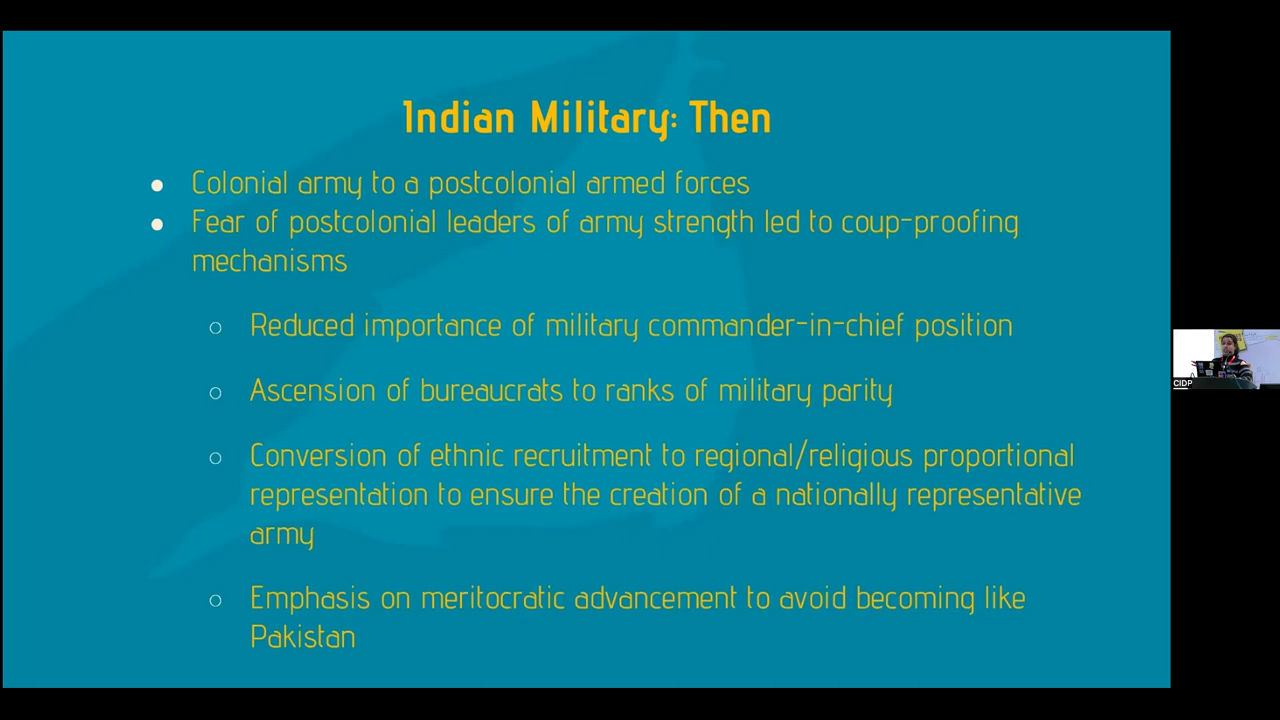 Indian Military: Then
● Colonial army to a postcolonial armed forces
● Fear of postcolonial leaders of army strength led to coup-proofing
mechanisms
○ Reduced importance of military commander-in-chief position
○ Ascension of bureaucrats to ranks of military parity
○ Conversion of ethnic recruitment to regional/religious proportional
representation to ensure the creation of a nationally representative
army
○ Emphasis on meritocratic advancement to avoid becoming like
Pakistan
CIDP